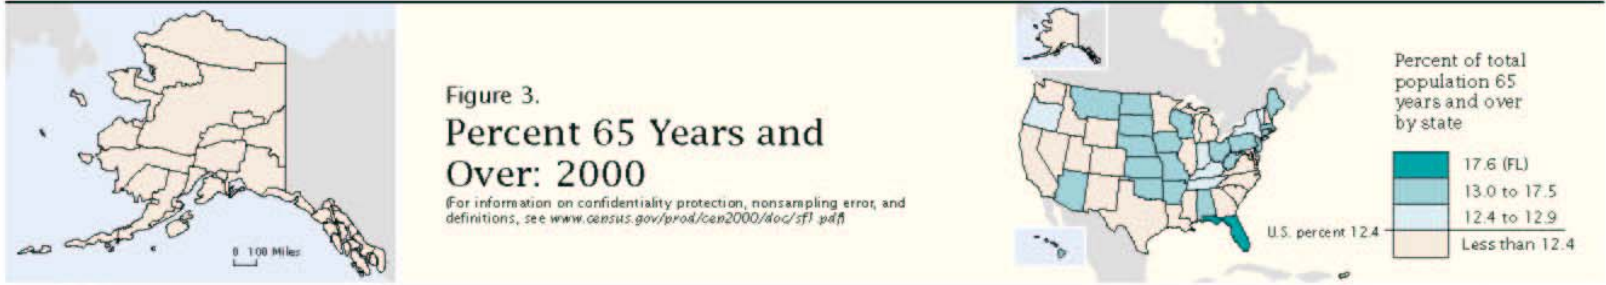 Figure 3.
Percent 65 Years and
Over: 2000
(For information on confidentiality protection, nonsampling error, and
definitions, see www.census.gov/prod/cen2000/doc/sf1.pdf)
0 100 Miles
Percent of total
population 65
years and over
by state
17.6 (FL)
13.0 to 17.5
12.4 to 12.9
U.S. percent 12.4
Less than 12.4